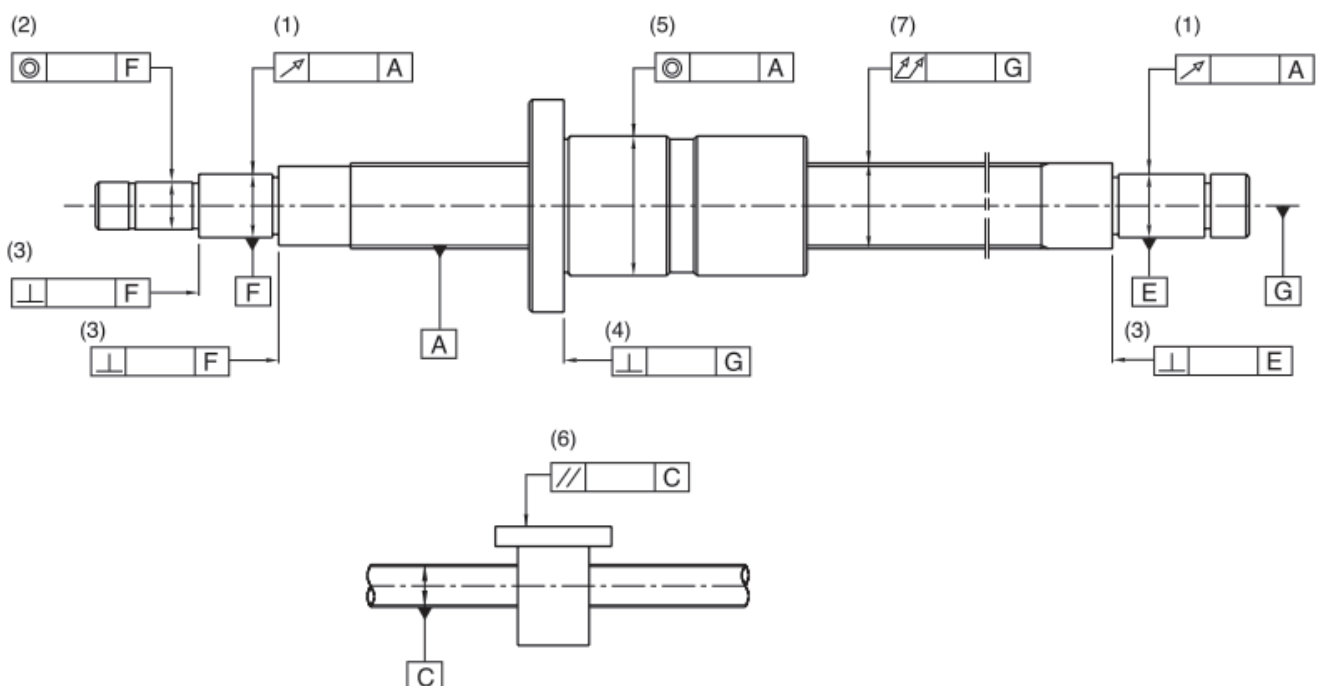 (2) (1) (5) (7) (1)
◎ F ↗ A ◎ A ⌰ G ↗ A
(3)
⊥ F F E G
(3) A (4) (3)
⊥ F ⊥ G ⊥ E
(6)
// C
C